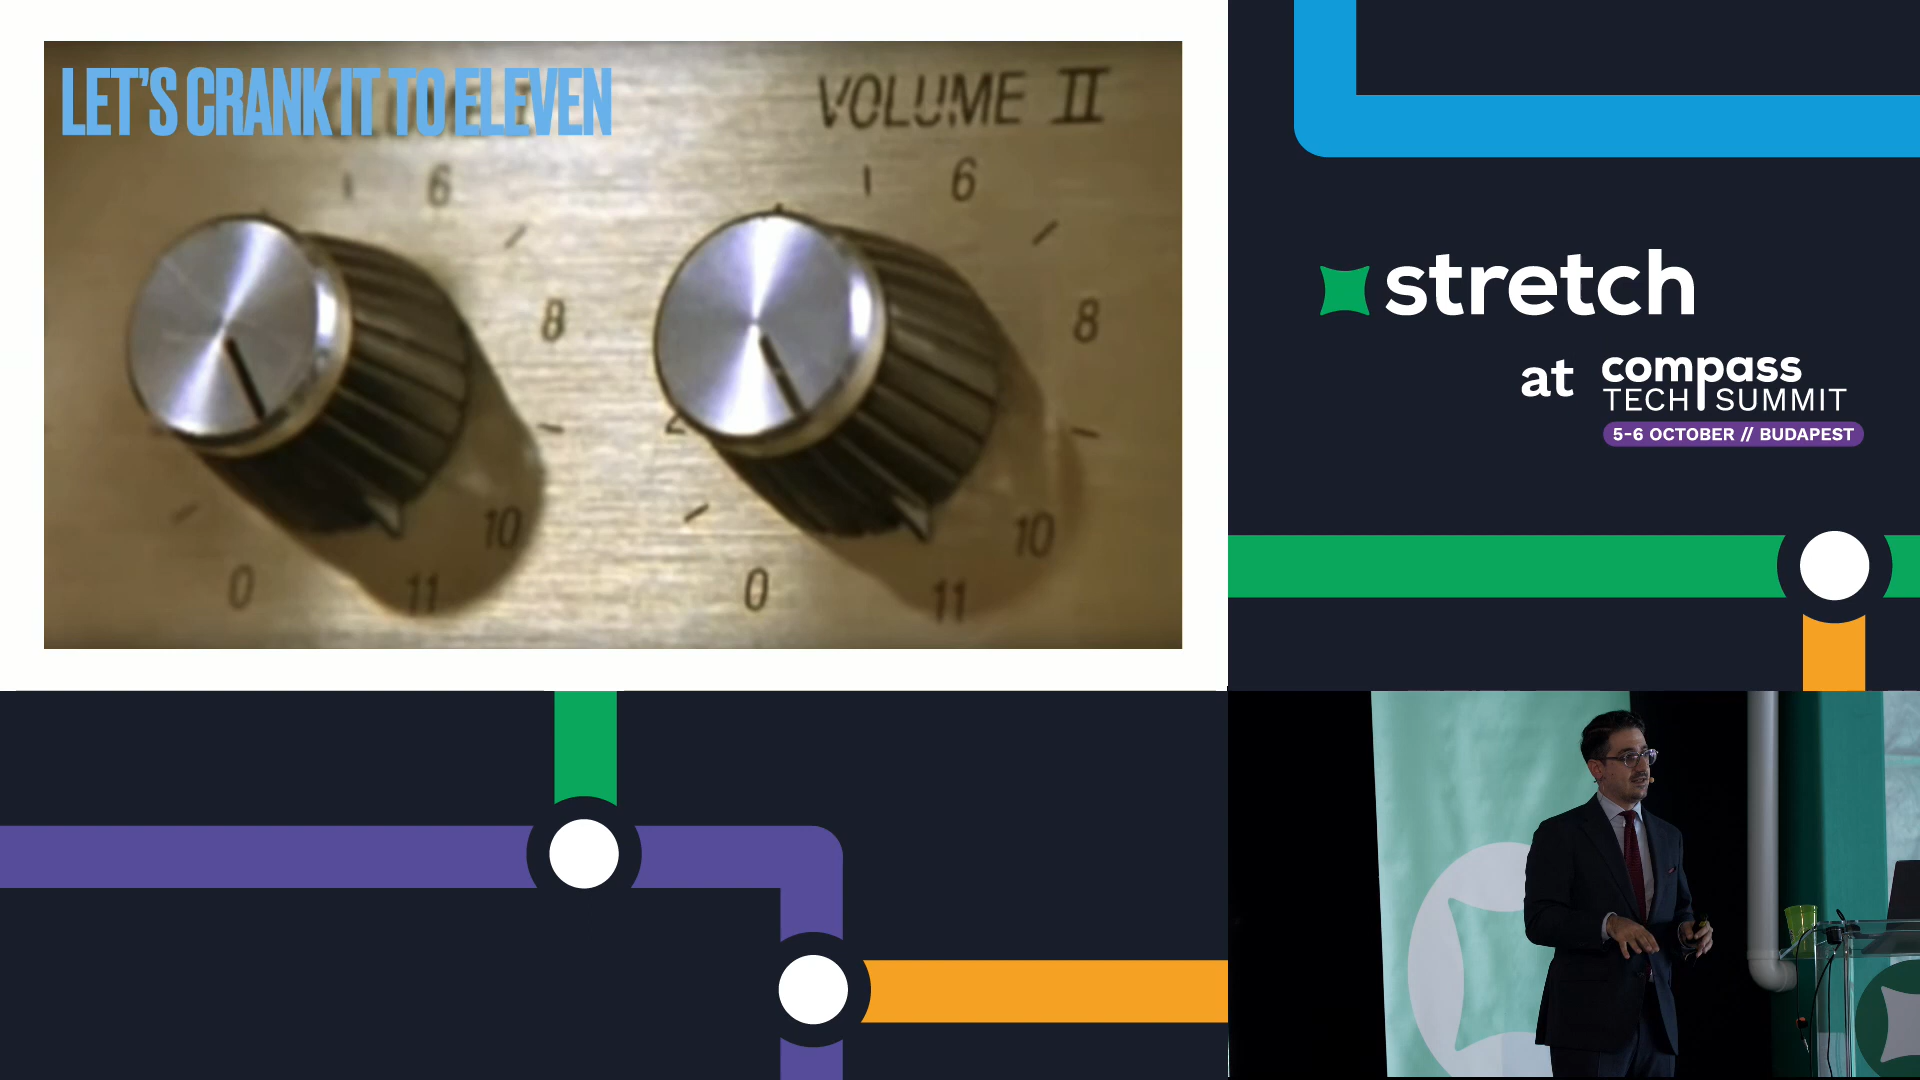 LET'S CRANK IT TO ELEVEN
VOLUME II
6
6
8
8
10
10
0
11
0
11
stretch
at compass
TECH SUMMIT
5-6 OCTOBER // BUDAPEST